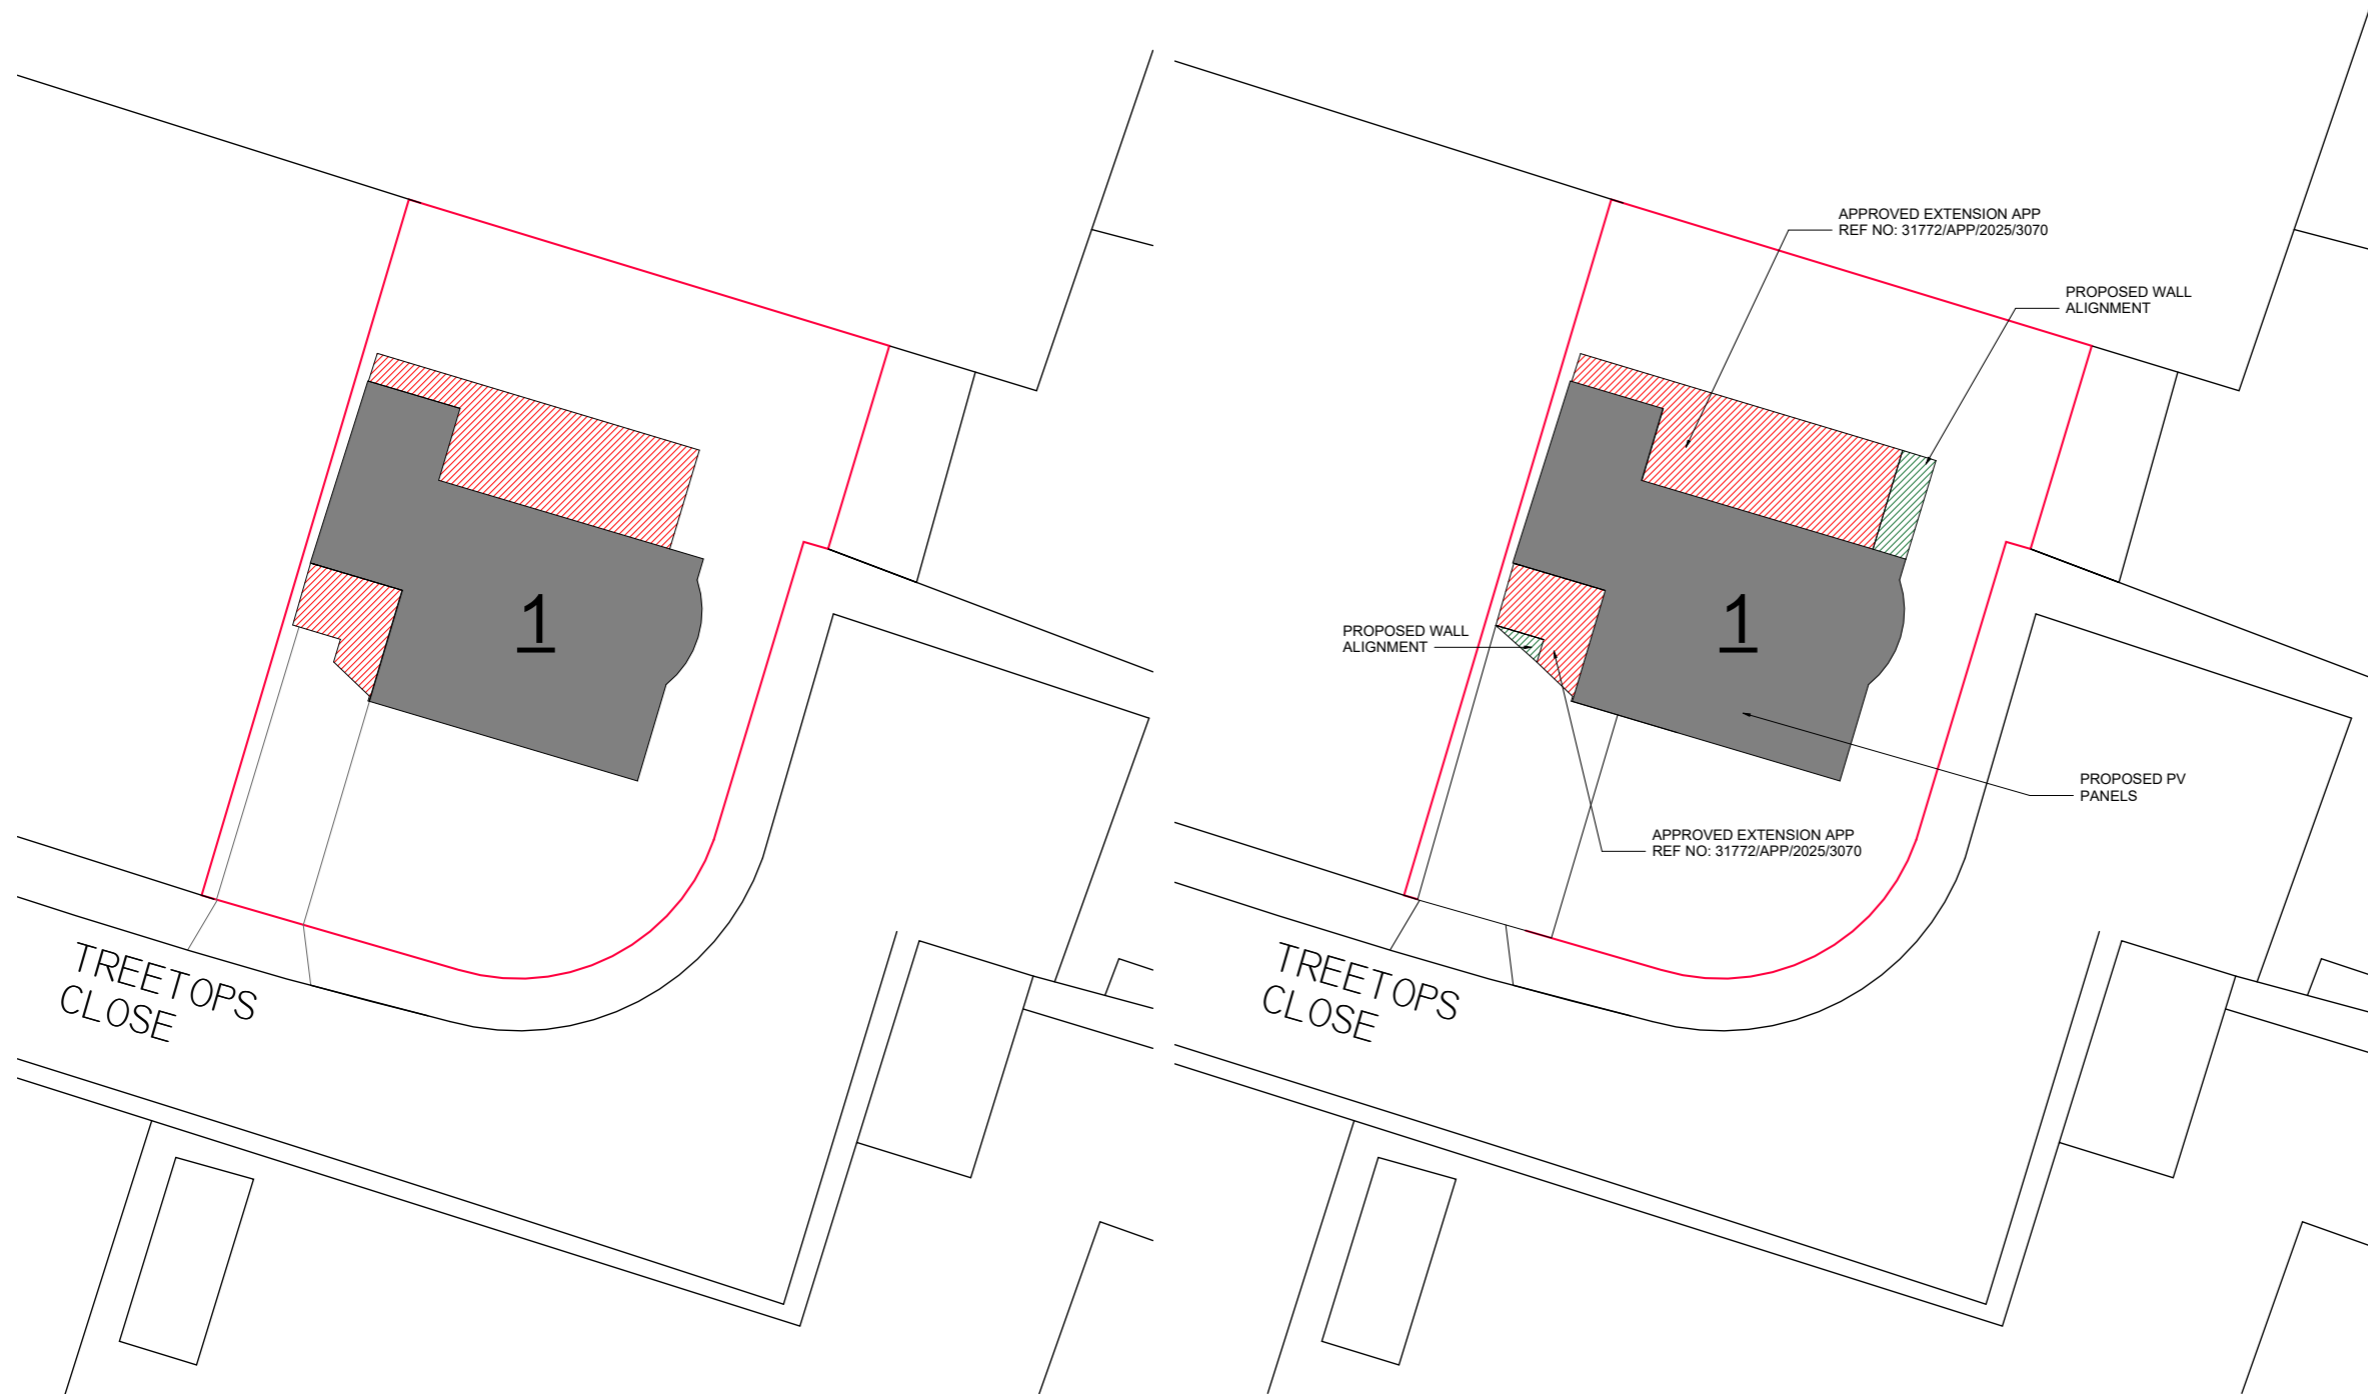 1
TREETOPS
CLOSE
APPROVED EXTENSION APP
REF NO: 31772/APP/2025/3070
PROPOSED WALL
ALIGNMENT
PROPOSED WALL
ALIGNMENT
1
PROPOSED PV
PANELS
APPROVED EXTENSION APP
REF NO: 31772/APP/2025/3070
TREETOPS
CLOSE